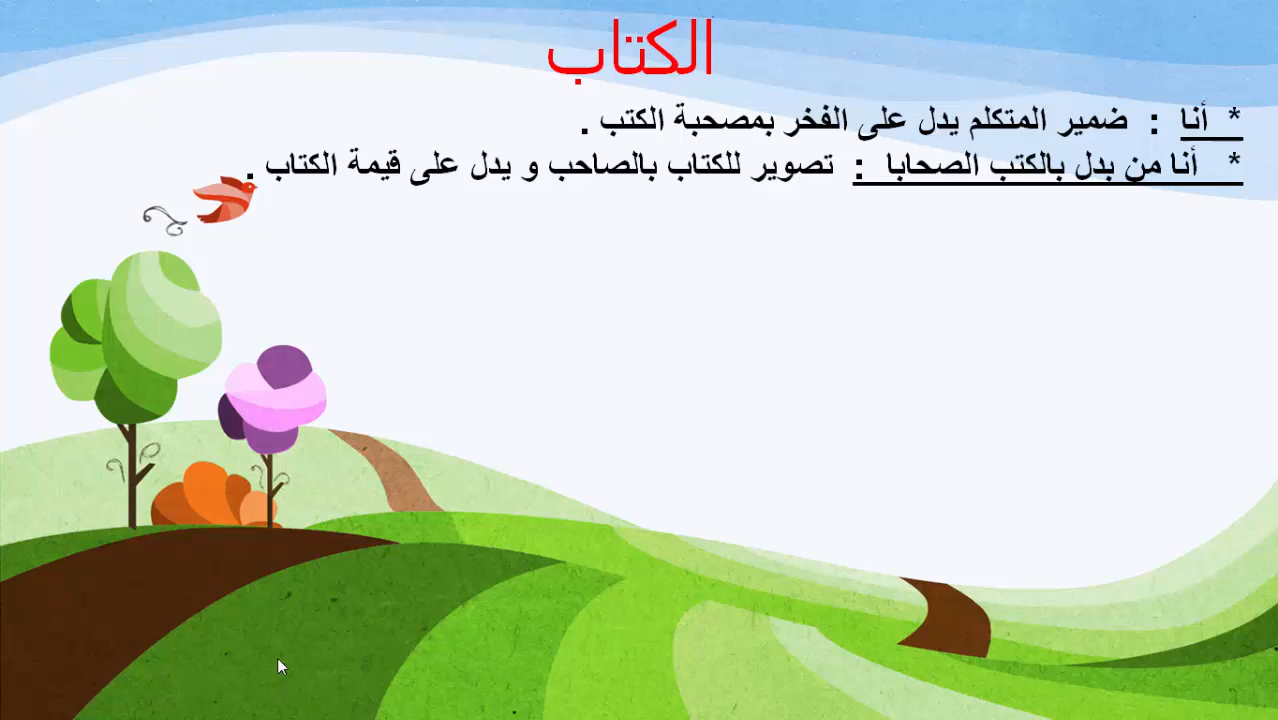 الكتاب
* أنا : ضمير المتكلم يدل على الفخر بمصحبة الكتب .
* أنا من بدل بالكتب الصحابا : تصوير للكتاب بالصاحب و يدل على قيمة الكتاب .